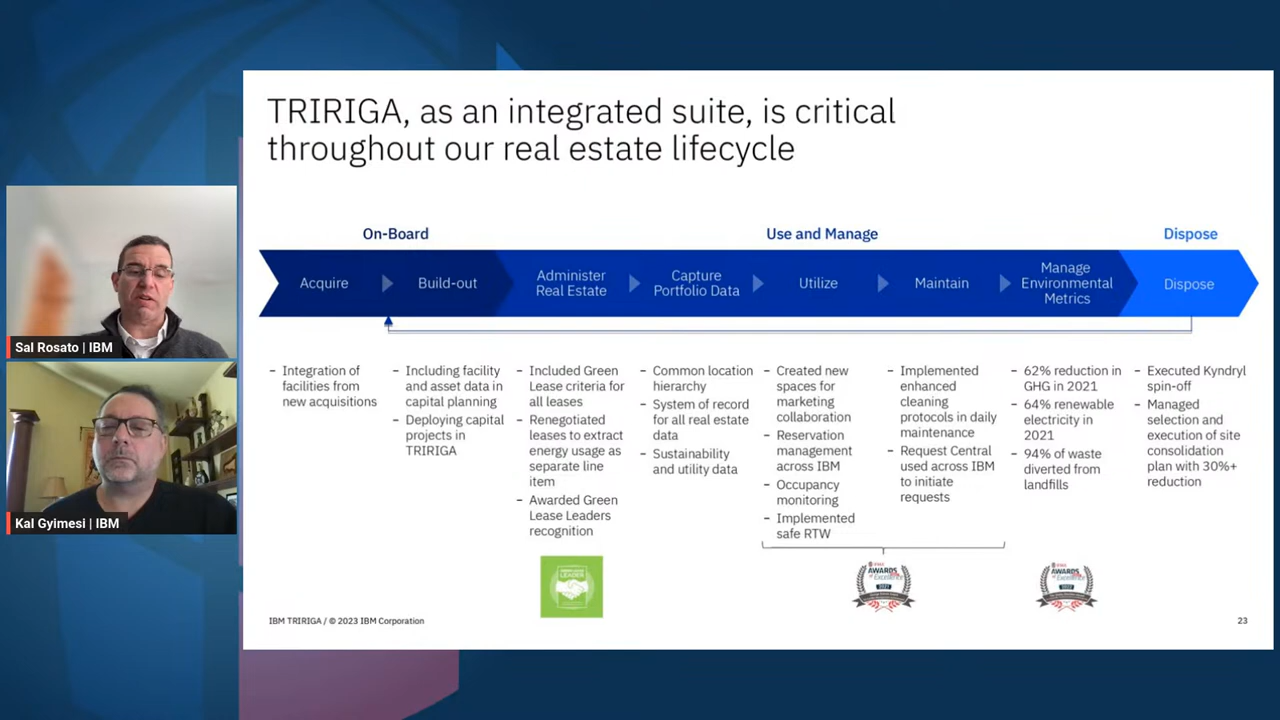 TRIRIGA, as an integrated suite, is critical
throughout our real estate lifecycle
On-Board
Use and Manage
Dispose
Acquire
Build-out
Administer
Real Estate
Capture
Portfolio Data
Utilize
Maintain
Manage
Environmental
Metrics
Dispose
– Integration of
facilities from
new acquisitions
– Including facility
and asset data in
capital planning
– Deploying capital
projects in
TRIRIGA
– Included Green
Lease criteria for
all leases
– Renegotiated
leases to extract
energy usage as
separate line
item
– Awarded Green
Lease Leaders
recognition
– Common location
hierarchy
– System of record
for all real estate
data
– Sustainability
and utility data
– Created new
spaces for
marketing
collaboration
– Reservation
management
across IBM
– Occupancy
monitoring
– Implemented
safe RTW
– Implemented
enhanced
cleaning
protocols in daily
maintenance
– Request Central
used across IBM
to initiate
requests
– 62% reduction in
GHG in 2021
– 64% renewable
electricity in
2021
– 94% of waste
diverted from
landfills
– Executed Kyndryl
spin-off
– Managed
selection and
execution of site
consolidation
plan with 30%+
reduction
LEADER
AWARDS
of Excellence
AWARDS
of Excellence
IBM TRIRIGA / © 2023 IBM Corporation
23
Sal Rosato | IBM
Kal Gyimesi | IBM